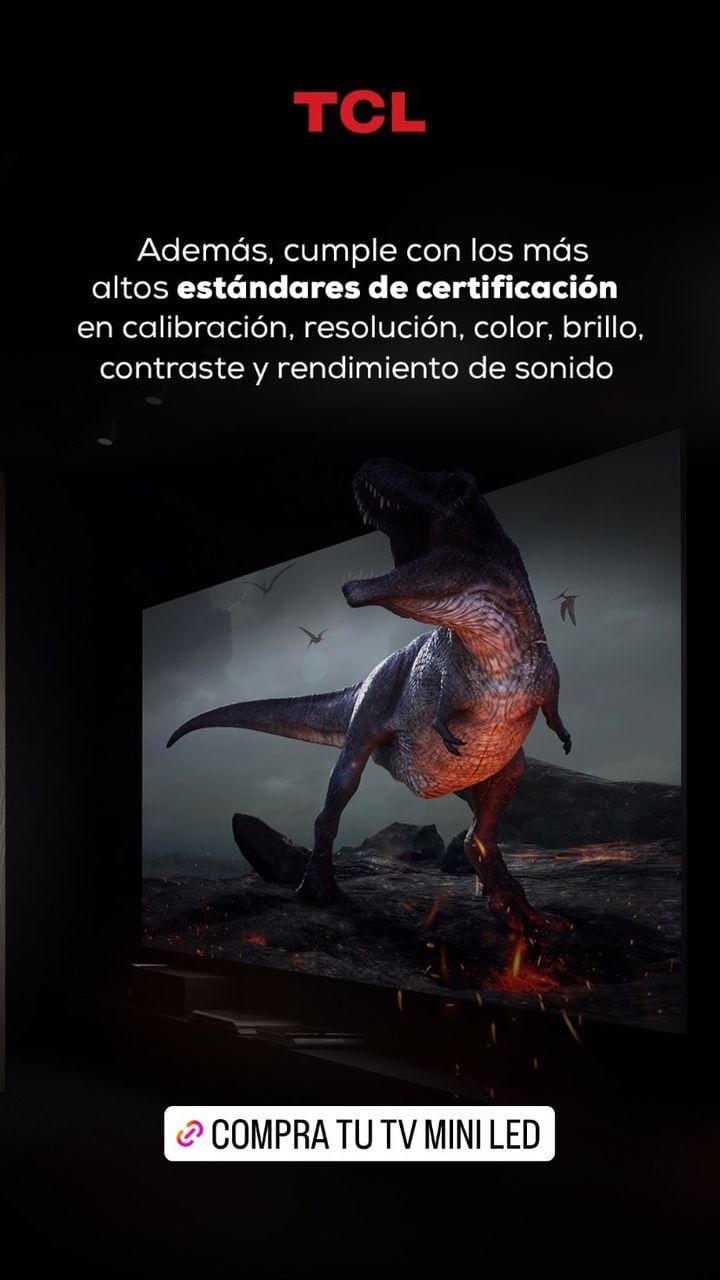 TCL
Además, cumple con los más
altos estándares de certificación
en calibración, resolución, color, brillo,
contraste y rendimiento de sonido
COMPRA TU TV MINI LED